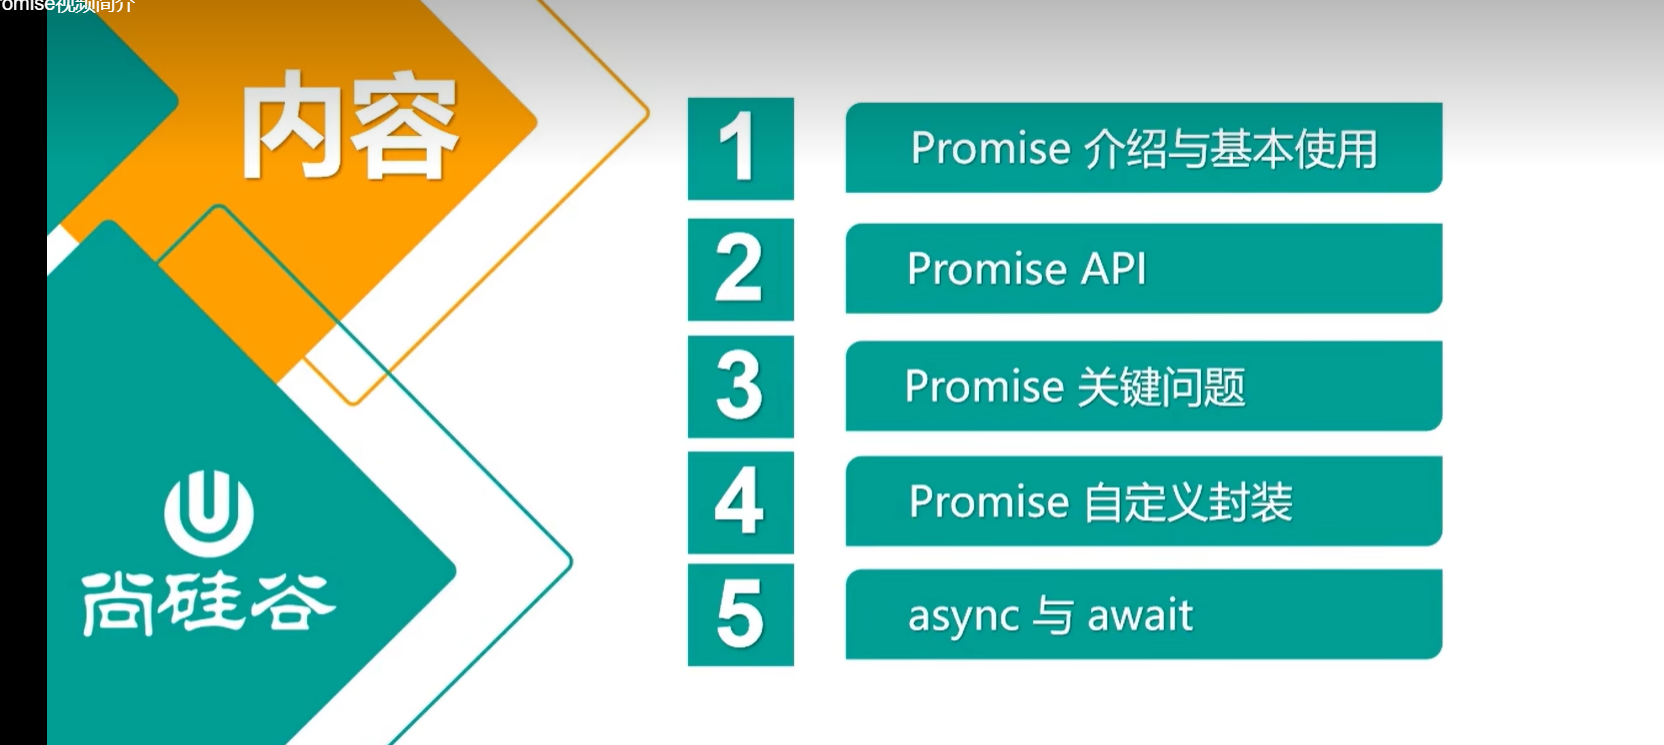 omise视频简介
内容
1
Promise 介绍与基本使用
2
Promise API
3
Promise 关键问题
4
Promise 自定义封装
5
async 与 await
尚硅谷